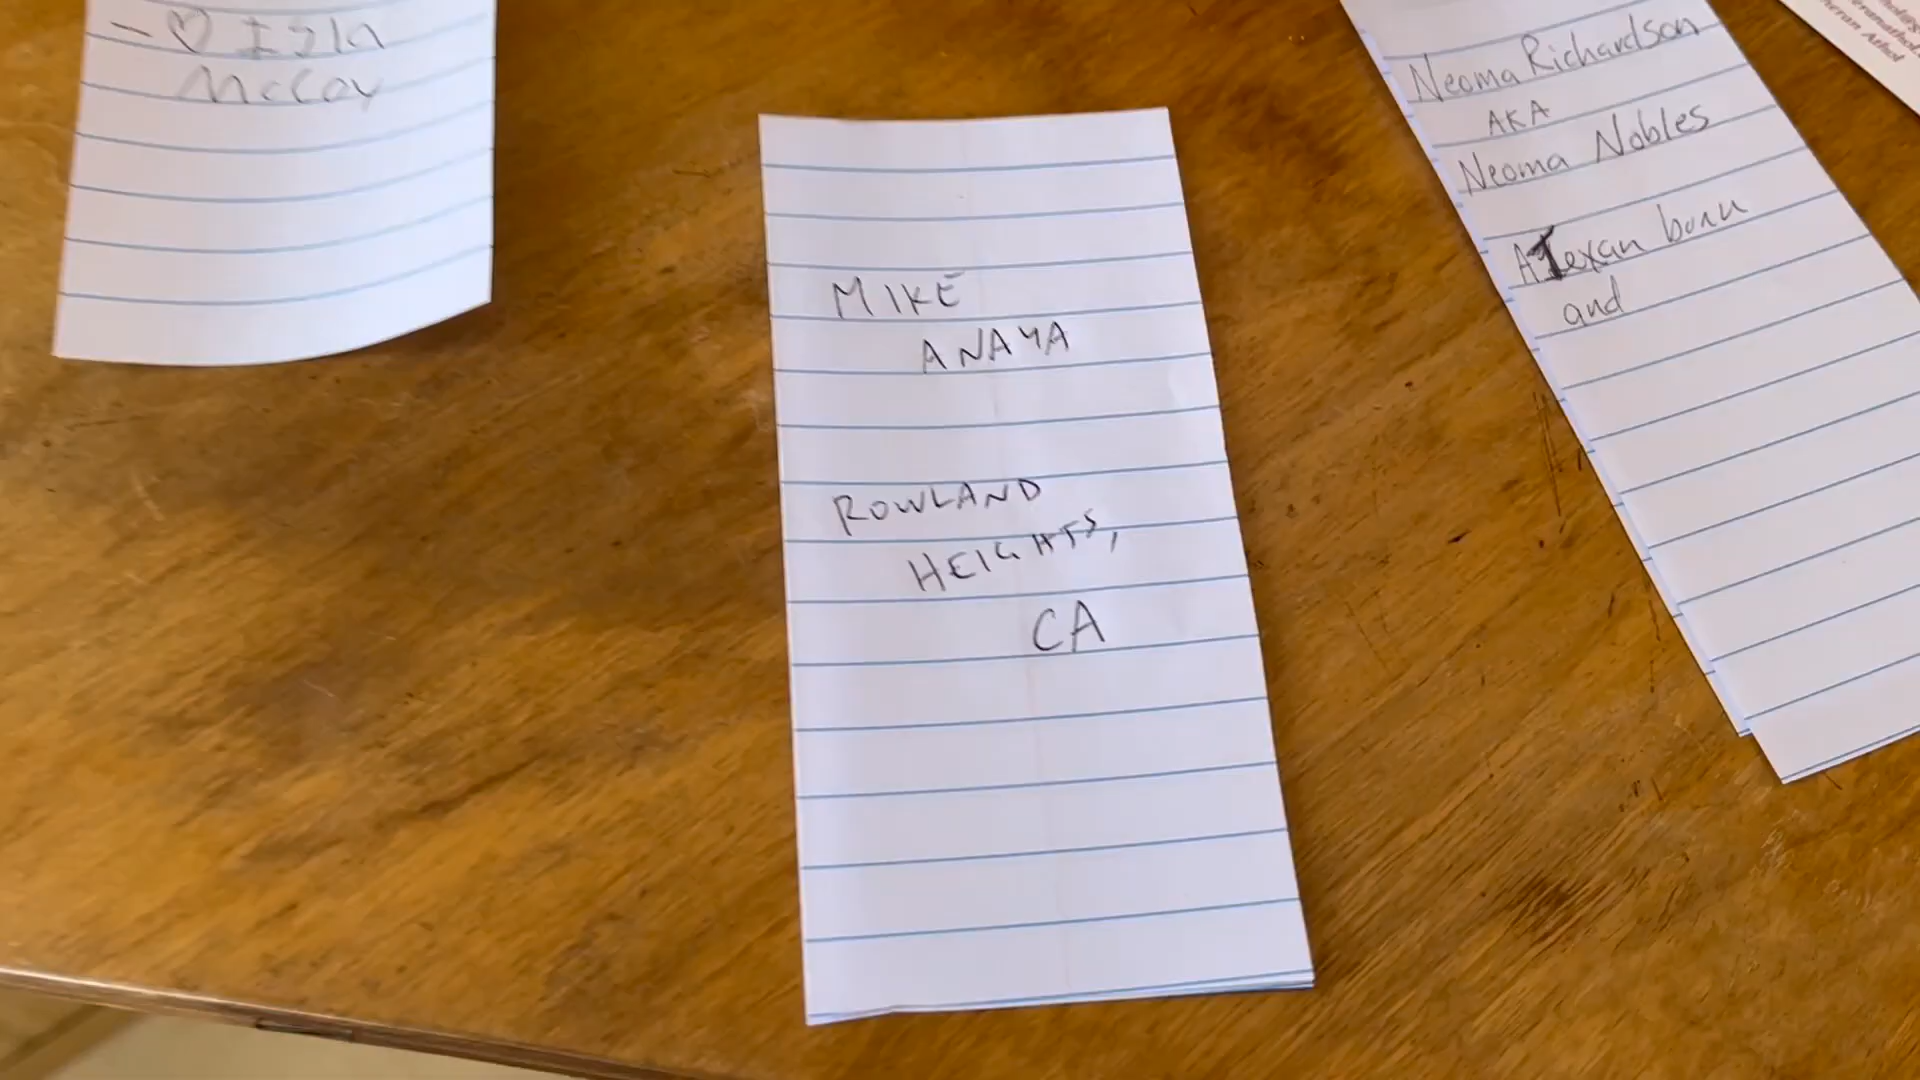 - ♡ Isla
McCoy
MIKE
ANAYA
ROWLAND
HEIGHTS,
CA
Neoma Richardson
AKA
Neoma Nobles
A Texan born
and